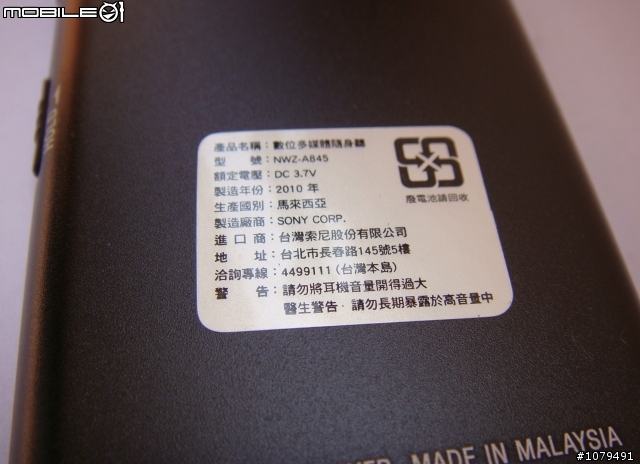 MOBILE01
HOLD
產品名稱：數位多媒體隨身聽
型　　號：NWZ-A845
額定電壓：DC 3.7V
製造年份：2010 年
生產國別：馬來西亞
製造廠商：SONY CORP.
進 口 商：台灣索尼股份有限公司
地　　址：台北市長春路145號5樓
洽詢專線：4499111 (台灣本島)
警　　告：請勿將耳機音量開得過大
醫生警告．請勿長期暴露於高音量中
廢電池請回收
MADE IN MALAYSIA
#1079491